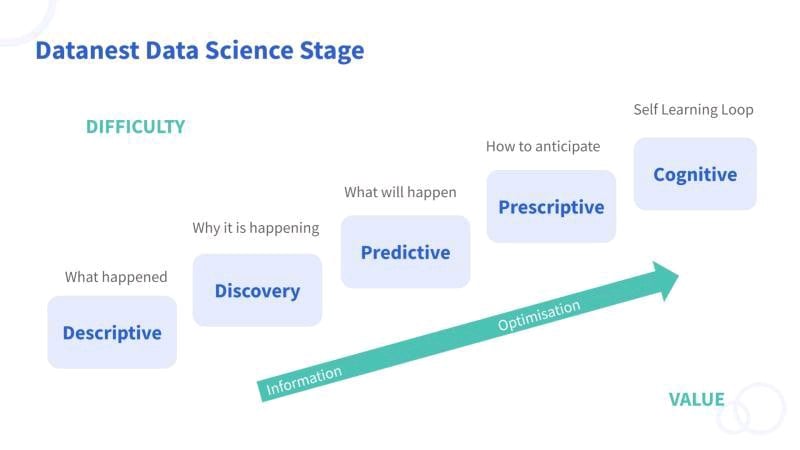 Datanest Data Science Stage
DIFFICULTY
Self Learning Loop
Cognitive
How to anticipate
Prescriptive
What will happen
Predictive
Why it is happening
Discovery
What happened
Descriptive
Information
Optimisation
VALUE